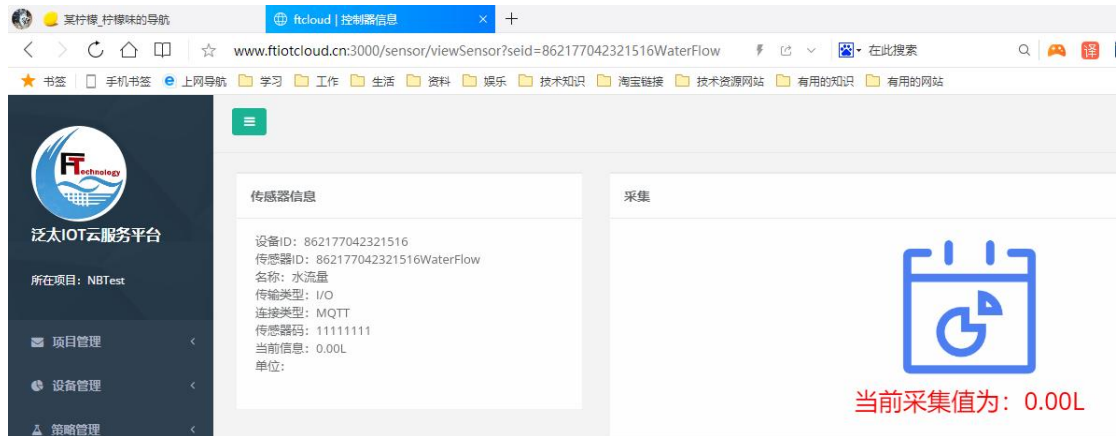 某柠檬_柠檬味的导航
ftcloud | 控制器信息
www.ftiotcloud.cn:3000/sensor/viewSensor?seid=862177042321516WaterFlow
在此搜索
译
书签 手机书签 上网导航 学习 工作 生活 资料 娱乐 技术知识 淘宝链接 技术资源网站 有用的知识 有用的网站
FTechnology
泛太IOT云服务平台
所在项目：NBTest
项目管理
设备管理
策略管理
传感器信息
设备ID：862177042321516
传感器ID：862177042321516WaterFlow
名称：水流量
传输类型：I/O
连接类型：MQTT
传感器码：11111111
当前信息：0.00L
单位：
采集
当前采集值为：0.00L